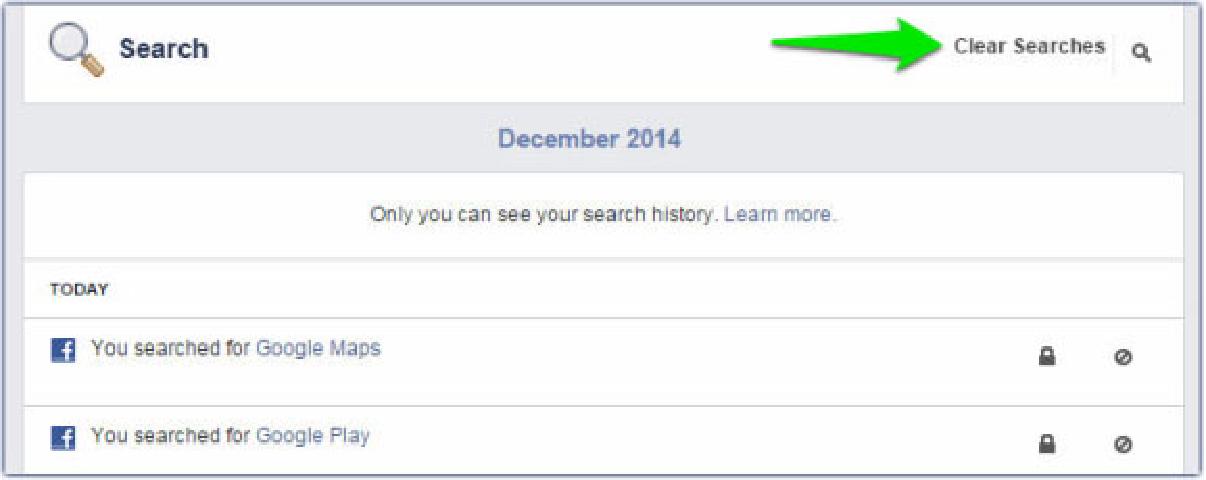 Search
Clear Searches
December 2014
Only you can see your search history. Learn more.
TODAY
You searched for Google Maps
You searched for Google Play